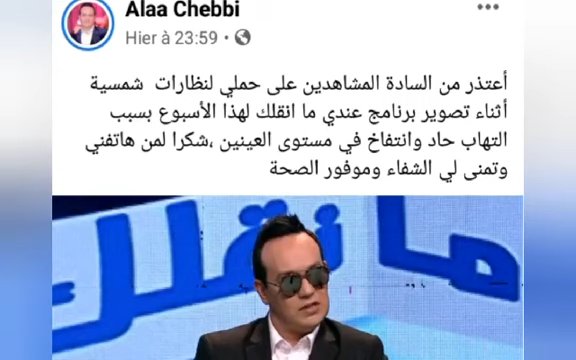 Alaa Chebbi
Hier à 23:59 ·
أعتذر من السادة المشاهدين على حملي لنظارات شمسية
أثناء تصوير برنامج عندي ما انقلك لهذا الأسبوع بسبب
التهاب حاد وانتفاخ في مستوى العينين ،شكرا لمن هاتفني
وتمنى لي الشفاء وموفور الصحة
ما نقلك